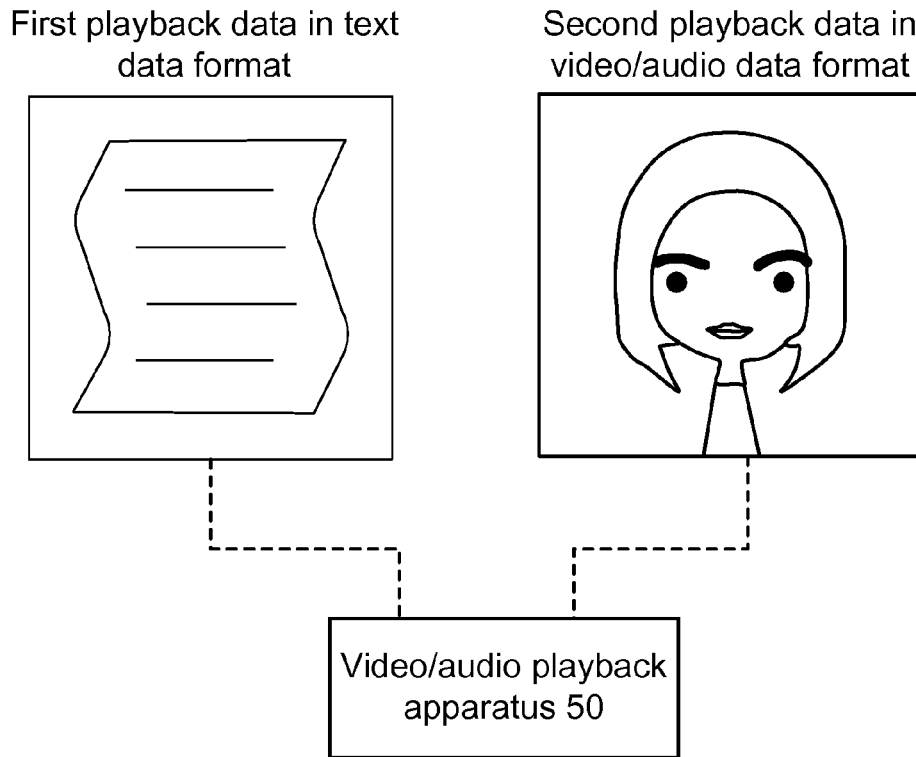 First playback data in text
data format
Second playback data in
video/audio data format
Video/audio playback
apparatus 50